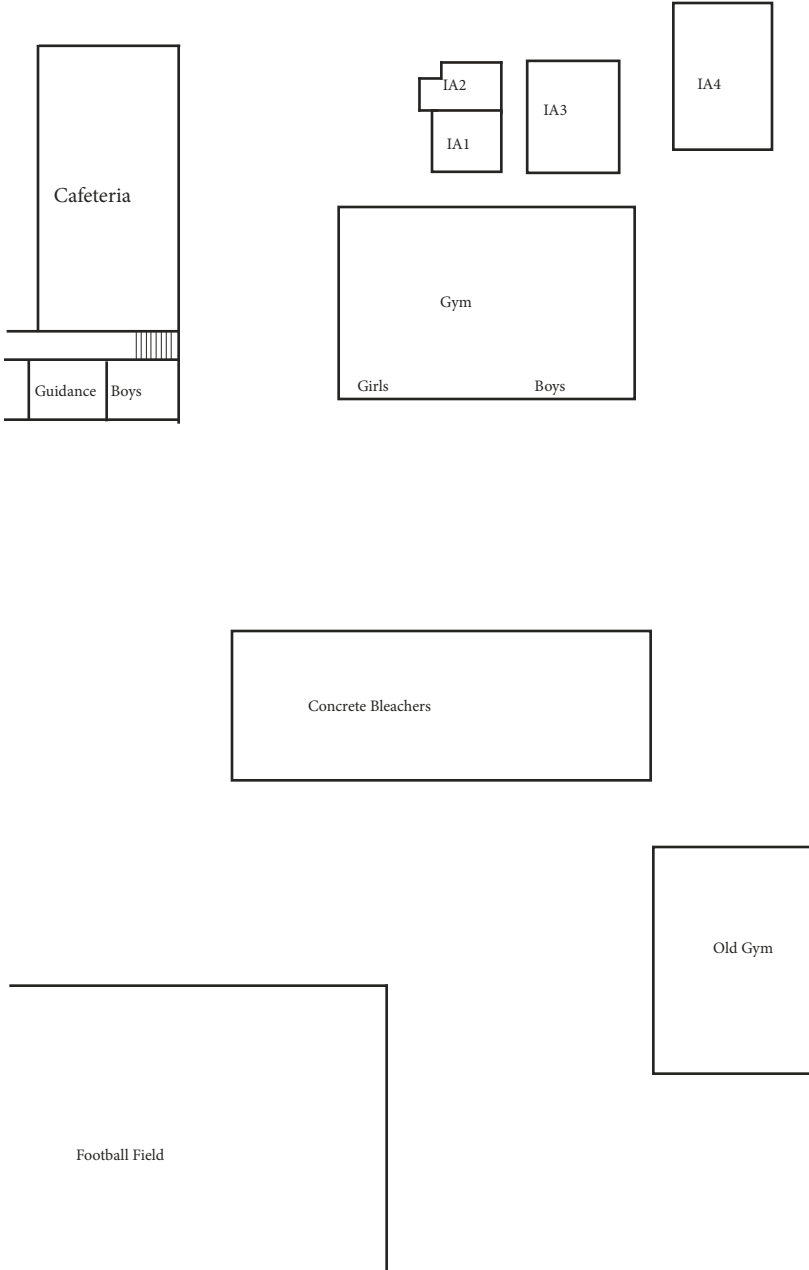 IA4
IA2
IA3
IA1
Cafeteria
Gym
Girls
Boys
Guidance
Boys
Concrete Bleachers
Old Gym
Football Field